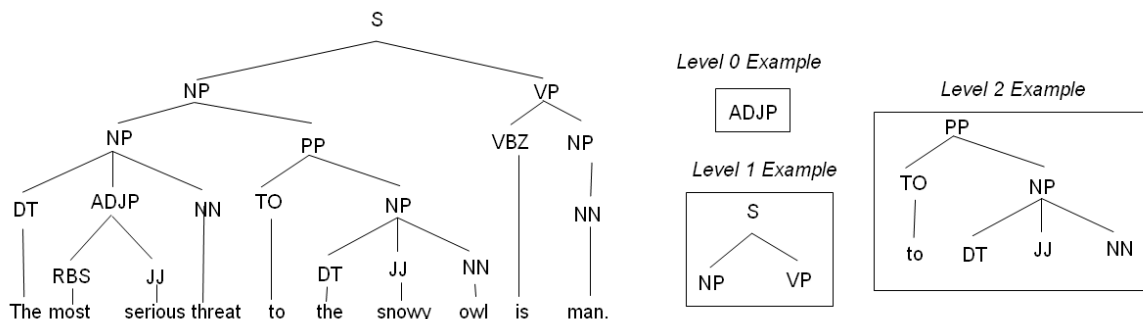 S
Level 0 Example
NP VP
ADJP
Level 2 Example
NP PP VBZ NP
PP
Level 1 Example
DT ADJP NN TO NP NN
S
TO NP
RBS JJ DT JJ NN
NP VP
to DT JJ NN
The most serious threat to the snowy owl is man.